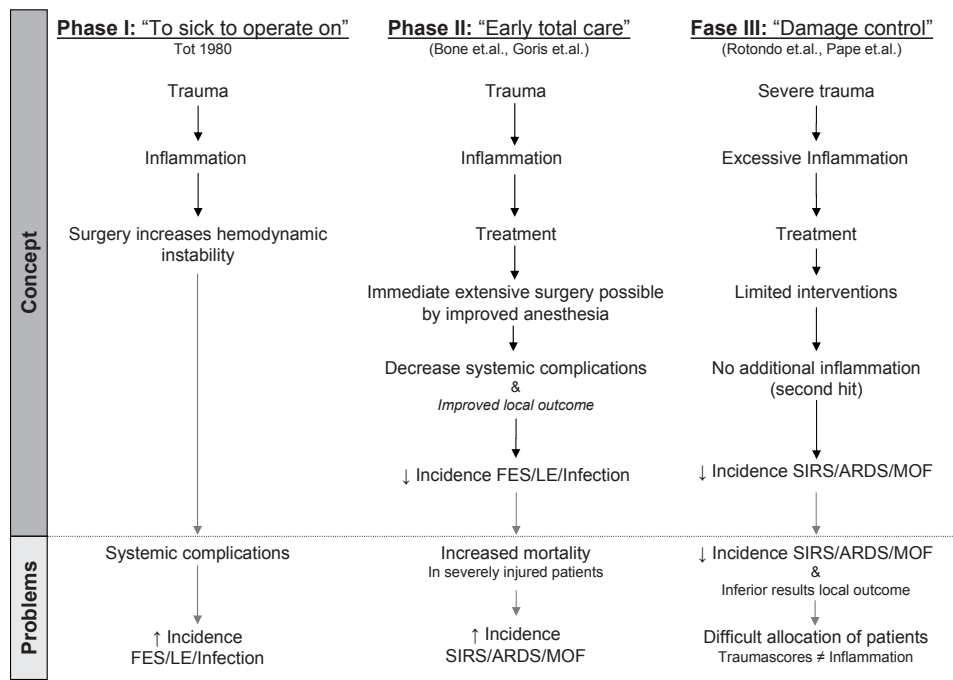 Phase I: “To sick to operate on”
Tot 1980
Trauma
Inflammation
Surgery increases hemodynamic
instability
Systemic complications
↑ Incidence
FES/LE/Infection
Phase II: “Early total care”
(Bone et.al., Goris et.al.)
Trauma
Inflammation
Treatment
Immediate extensive surgery possible
by improved anesthesia
Decrease systemic complications
&
Improved local outcome
↓ Incidence FES/LE/Infection
Increased mortality
In severely injured patients
↑ Incidence
SIRS/ARDS/MOF
Fase III: “Damage control”
(Rotondo et.al., Pape et.al.)
Severe trauma
Excessive Inflammation
Treatment
Limited interventions
No additional inflammation
(second hit)
↓ Incidence SIRS/ARDS/MOF
↓ Incidence SIRS/ARDS/MOF
&
Inferior results local outcome
Difficult allocation of patients
Traumascores ≠ Inflammation
Concept
Problems